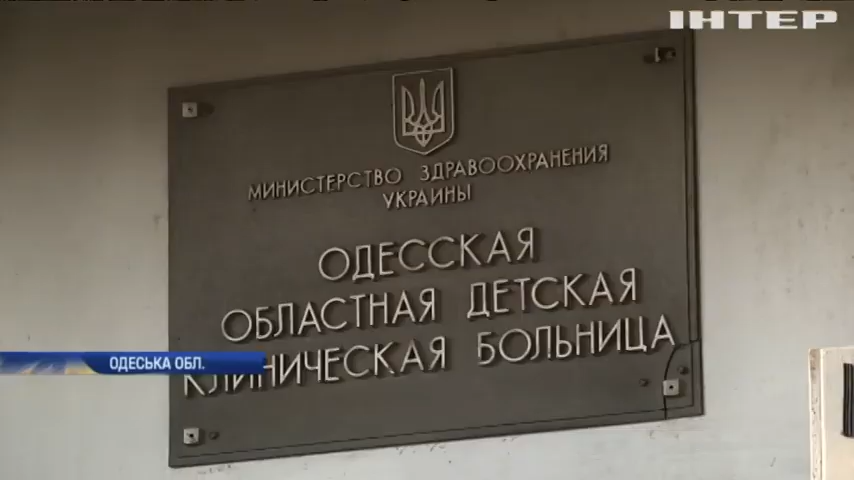 ІНТЕР
МИНИСТЕРСТВО ЗДРАВООХРАНЕНИЯ
УКРАИНЫ
ОДЕССКАЯ
ОБЛАСТНАЯ ДЕТСКАЯ
КЛИНИЧЕСКАЯ БОЛЬНИЦА
ОДЕСЬКА ОБЛ.